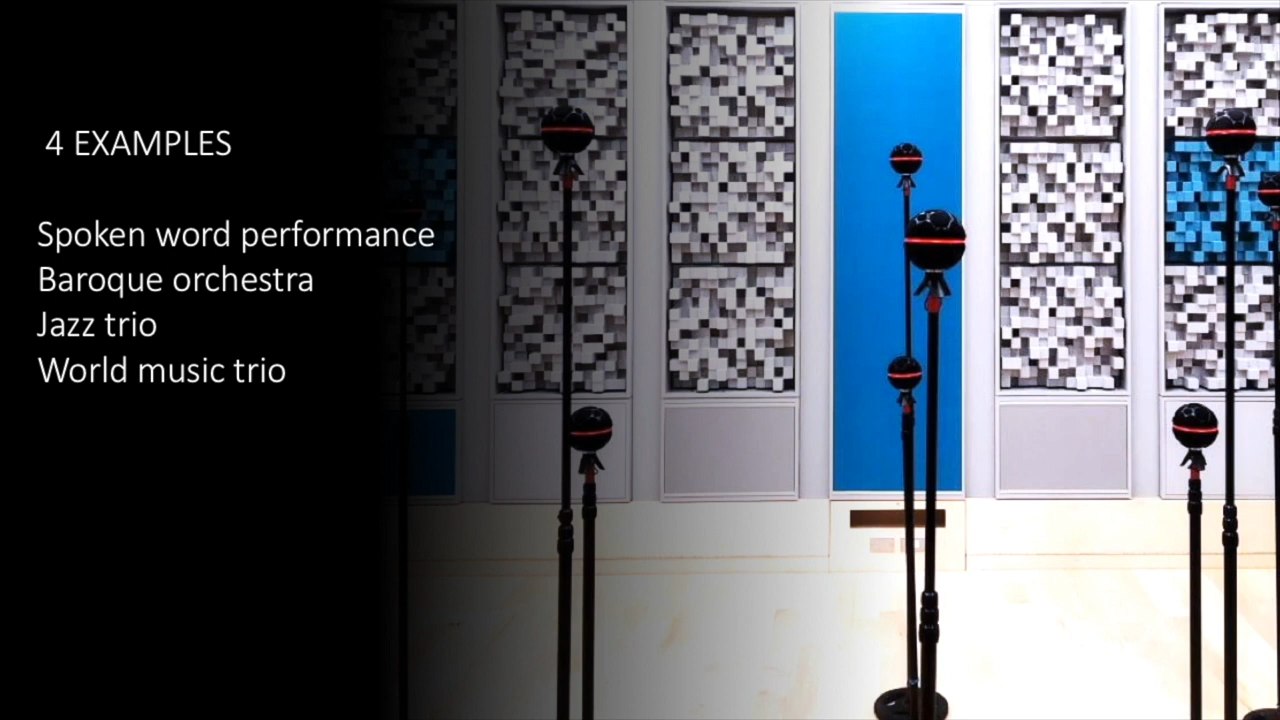 4 EXAMPLES
Spoken word performance
Baroque orchestra
Jazz trio
World music trio